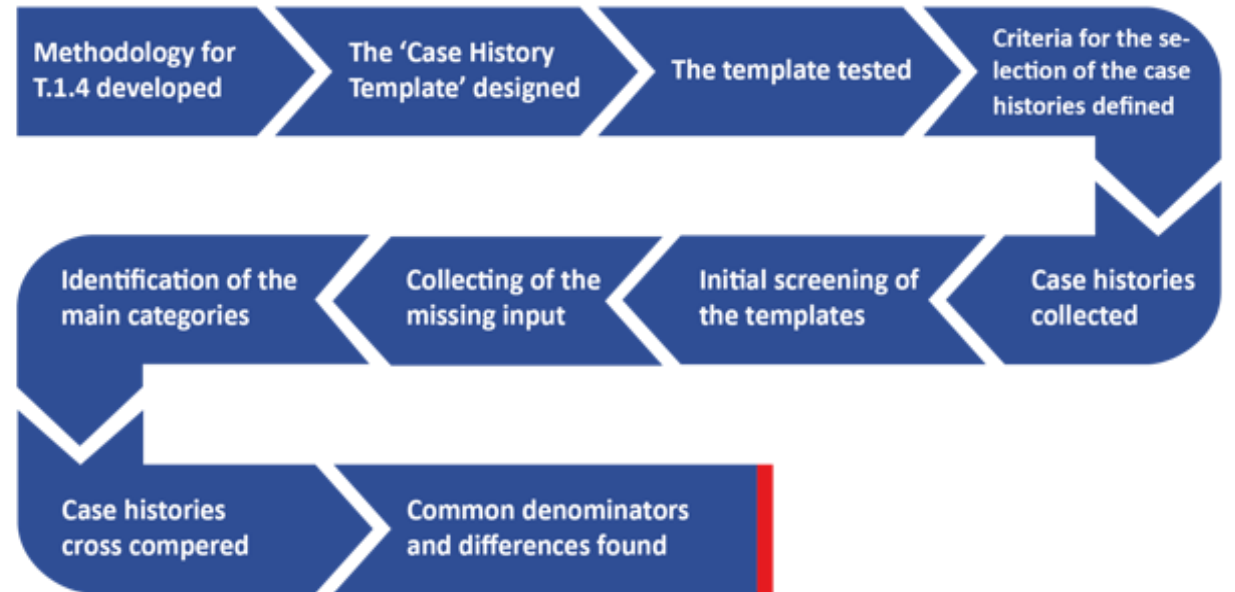 Methodology for
T.1.4 developed
The ‘Case History
Template’ designed
The template tested
Criteria for the se-
lection of the case
histories defined
Case histories
collected
Initial screening of
the templates
Collecting of the
missing input
Identification of the
main categories
Case histories
cross compered
Common denominators
and differences found